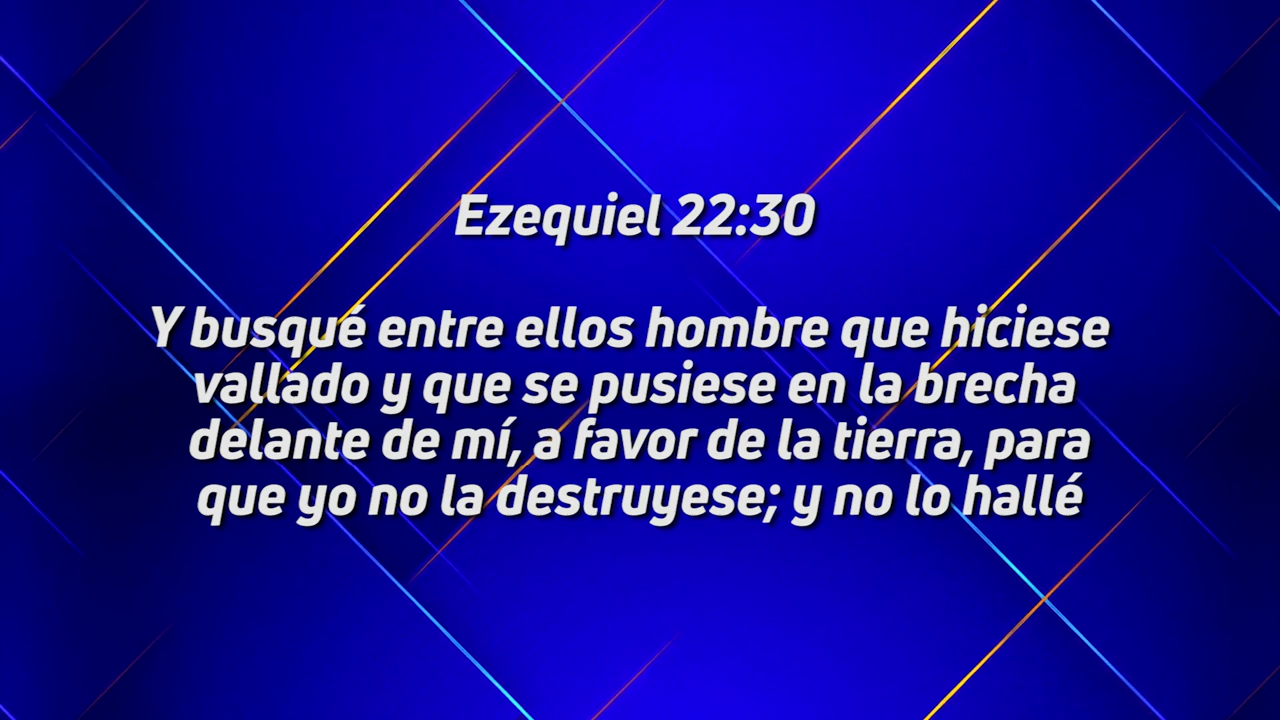 Ezequiel 22:30
Y busqué entre ellos hombre que hiciese
vallado y que se pusiese en la brecha
delante de mí, a favor de la tierra, para
que yo no la destruyese; y no lo hallé